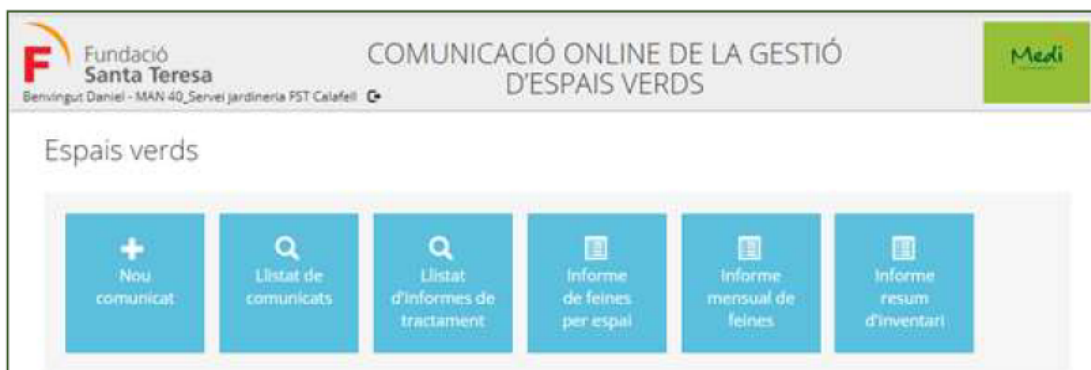 Fundació
Santa Teresa
COMUNICACIÓ ONLINE DE LA GESTIÓ
D'ESPAIS VERDS
Medi
Benvingut Daniel - MAN 40_Servei jardineria FST Calafell
Espais verds
Nou
comunicat
Llistat de
comunicats
Llistat
d'informes de
tractament
Informe
de feines
per espai
Informe
mensual de
feines
Informe
resum
d'inventari